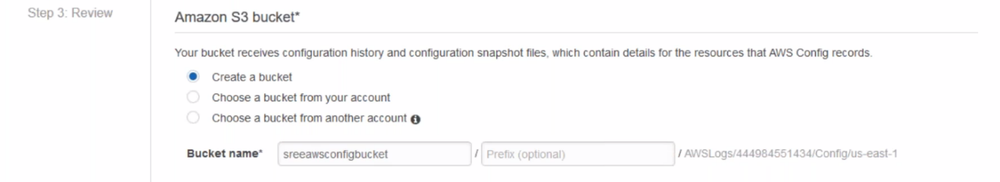 Step 3: Review
Amazon S3 bucket*
Your bucket receives configuration history and configuration snapshot files, which contain details for the resources that AWS Config records.
Create a bucket
Choose a bucket from your account
Choose a bucket from another account
Bucket name* sreeawsconfigbucket / Prefix (optional) / AWSLogs/444984551434/Config/us-east-1